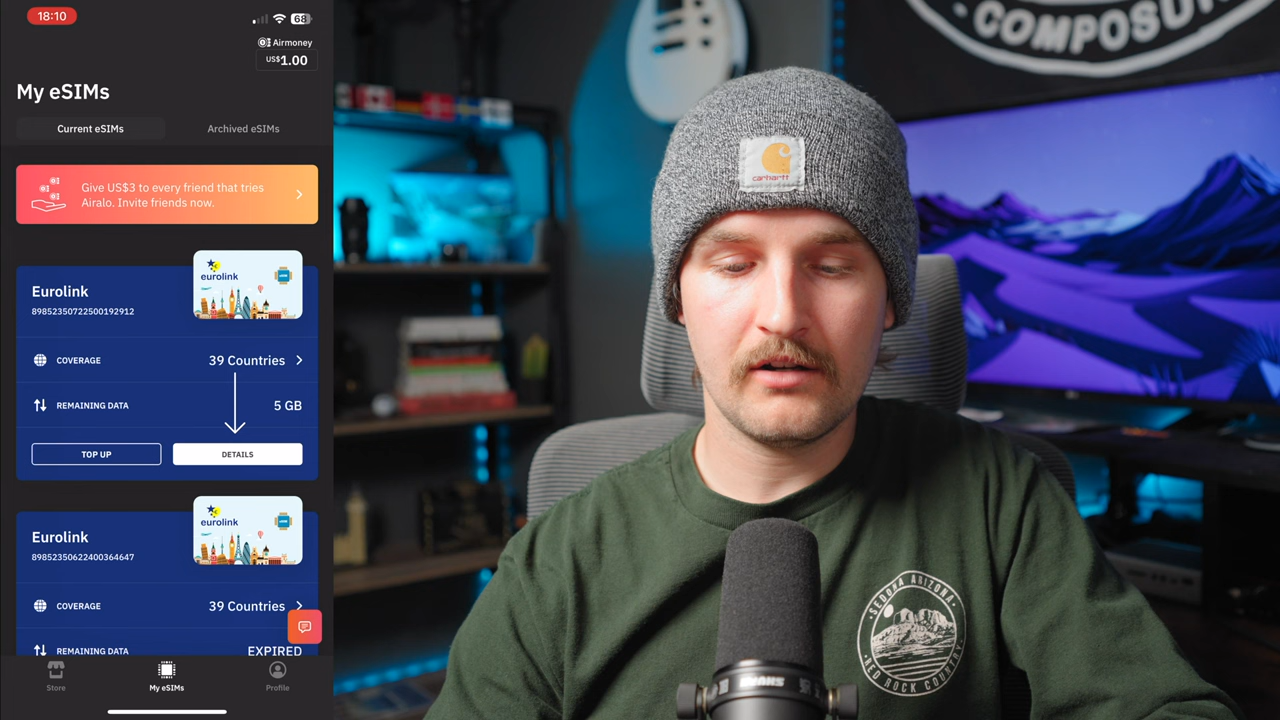 18:10
68
Airmoney
US$1.00
My eSIMs
Current eSIMs
Archived eSIMs
Give US$3 to every friend that tries
Airalo. Invite friends now.
eurolink
Eurolink
89852350722500192912
COVERAGE
39 Countries
REMAINING DATA
5 GB
TOP UP
DETAILS
eurolink
Eurolink
89852350622400364647
COVERAGE
39 Countries
REMAINING DATA
EXPIRED
Store
My eSIMs
Profile
carhartt
SEDONA ARIZONA
RED ROCK COUNTRY
SHURE